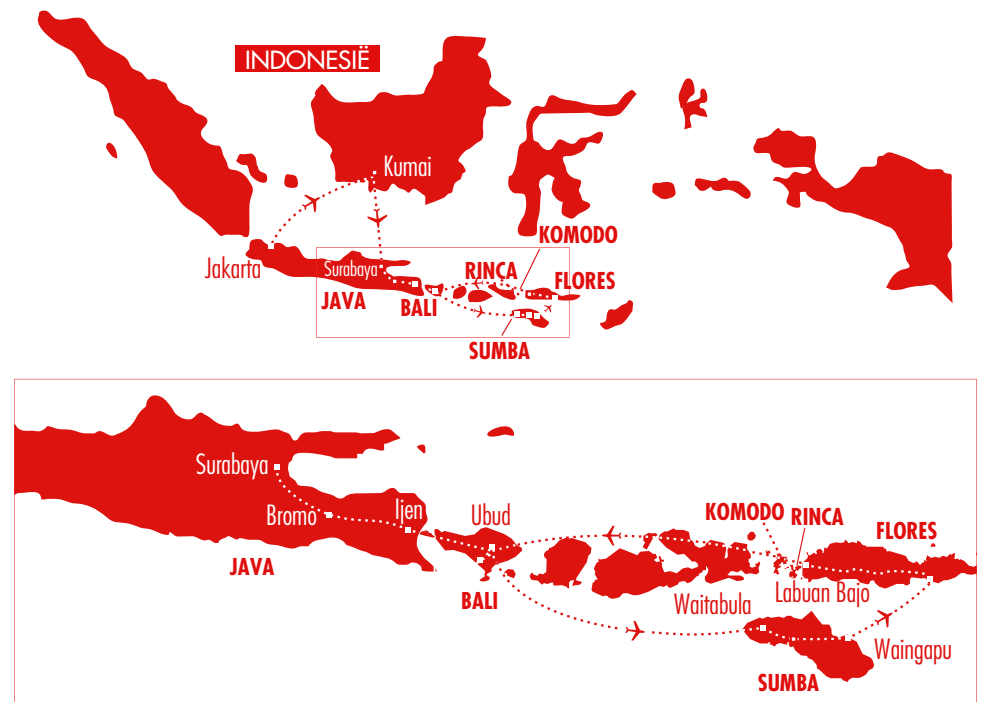 INDONESIË
Kumai
Jakarta
Surabaya
JAVA
BALI
RINCA
KOMODO
FLORES
SUMBA
Surabaya
Bromo
Ijen
Ubud
KOMODO
RINCA
FLORES
JAVA
BALI
Waitabula
Labuan Bajo
Waingapu
SUMBA